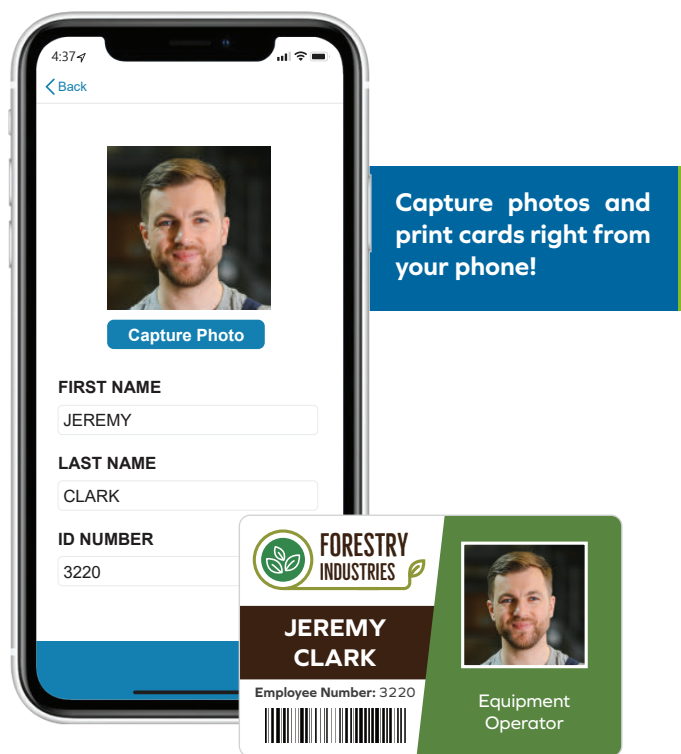 4:37
Back
Capture Photo
FIRST NAME
JEREMY
LAST NAME
CLARK
ID NUMBER
3220
Capture photos and
print cards right from
your phone!
FORESTRY
INDUSTRIES
JEREMY
CLARK
Employee Number: 3220
Equipment
Operator